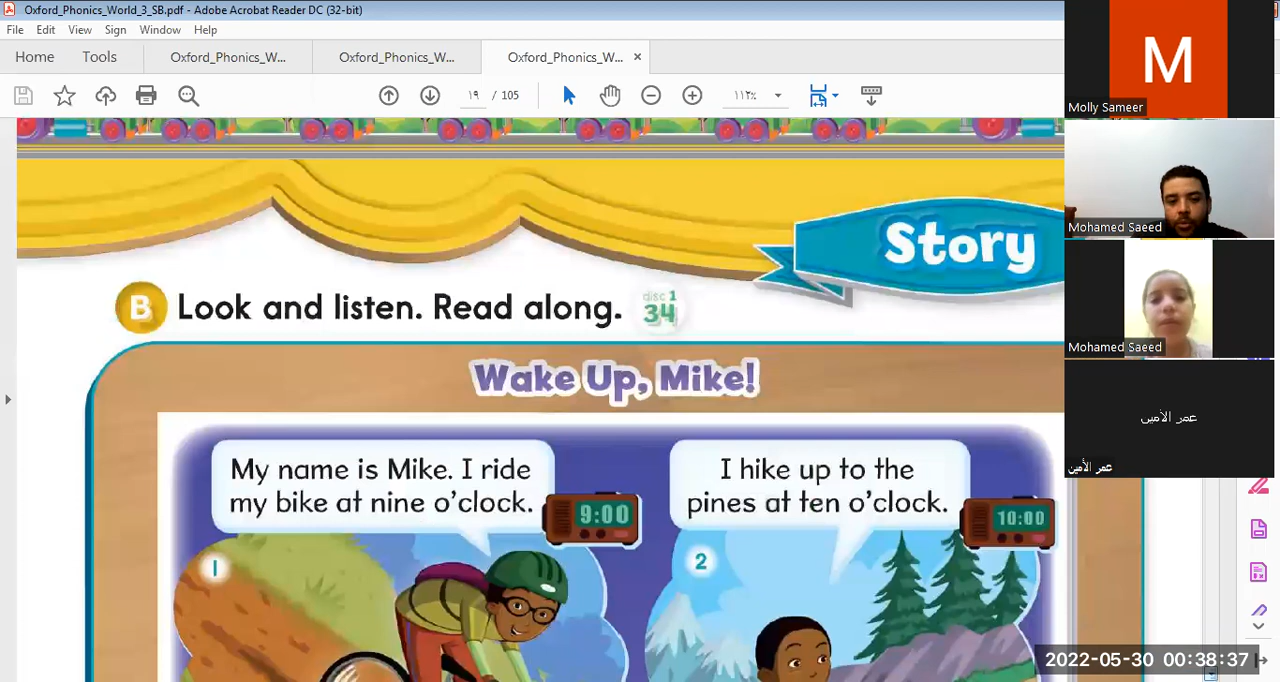 Oxford_Phonics_World_3_SB.pdf - Adobe Acrobat Reader DC (32-bit)
File Edit View Sign Window Help
Home Tools Oxford_Phonics_W... Oxford_Phonics_W... Oxford_Phonics_W... ×
١٩ / 105 ١١٢٪
M
Molly Sameer
Mohamed Saeed
Mohamed Saeed
عمر الأمين
عمر الأمين
Story
B Look and listen. Read along. disc 1
34
Wake Up, Mike!
My name is Mike. I ride
my bike at nine o'clock.
9:00
1
I hike up to the
pines at ten o'clock.
10:00
2
2022-05-30 00:38:37